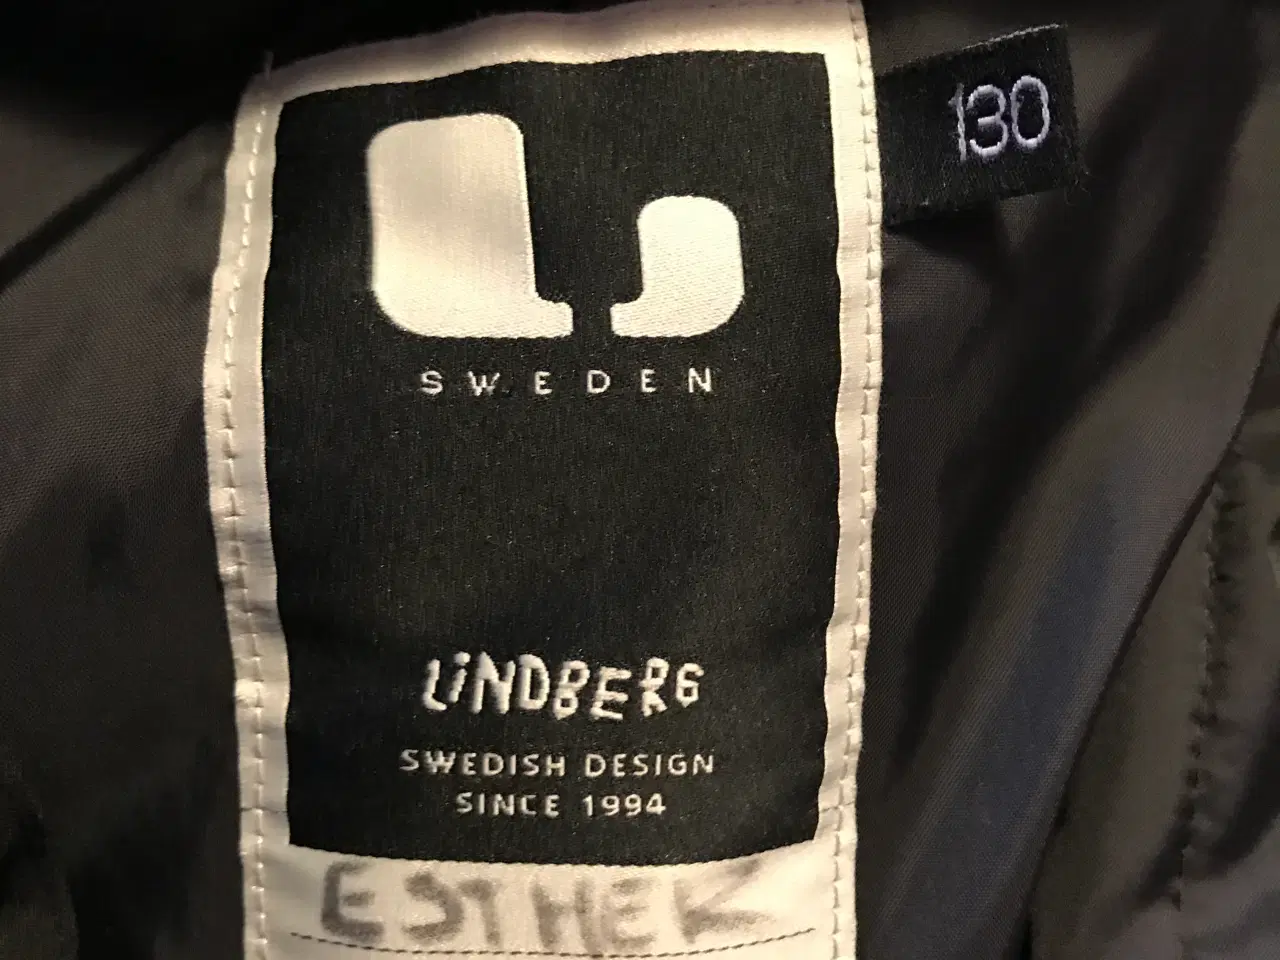 130
SWEDEN
LINDBERG
SWEDISH DESIGN
SINCE 1994
ESTHER